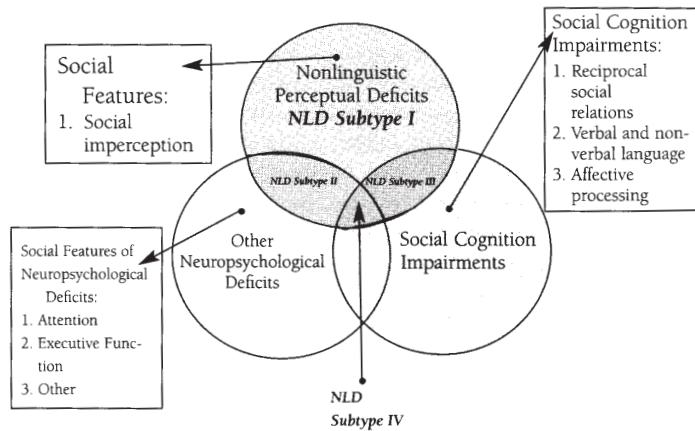 Social
Features:
1. Social
imperception
Nonlinguistic
Perceptual Deficits
NLD Subtype I
Social Cognition
Impairments:
1. Reciprocal
social
relations
2. Verbal and non-
verbal language
3. Affective
processing
NLD Subtype II
NLD Subtype III
Other
Neuropsychological
Deficits
Social Cognition
Impairments
Social Features of
Neuropsychological
Deficits:
1. Attention
2. Executive Func-
tion
3. Other
NLD
Subtype IV